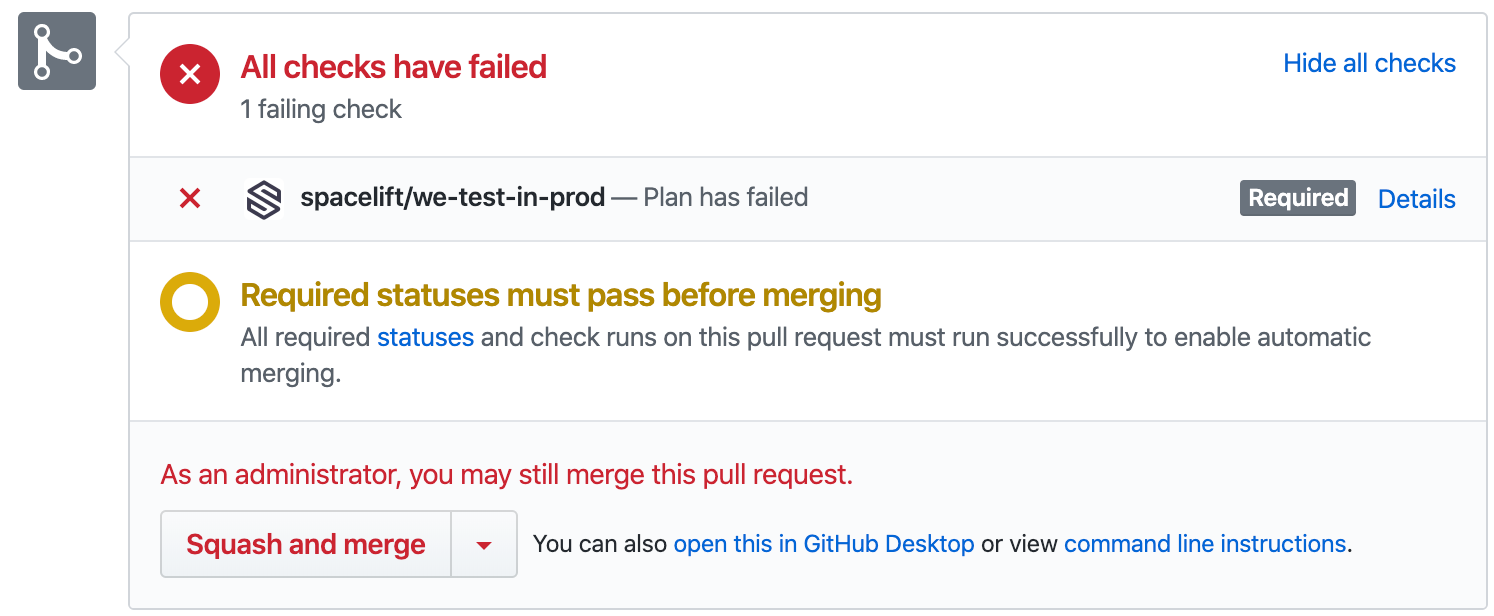 All checks have failed
Hide all checks
1 failing check
spacelift/we-test-in-prod — Plan has failed
Required
Details
Required statuses must pass before merging
All required statuses and check runs on this pull request must run successfully to enable automatic
merging.
As an administrator, you may still merge this pull request.
Squash and merge
You can also open this in GitHub Desktop or view command line instructions.